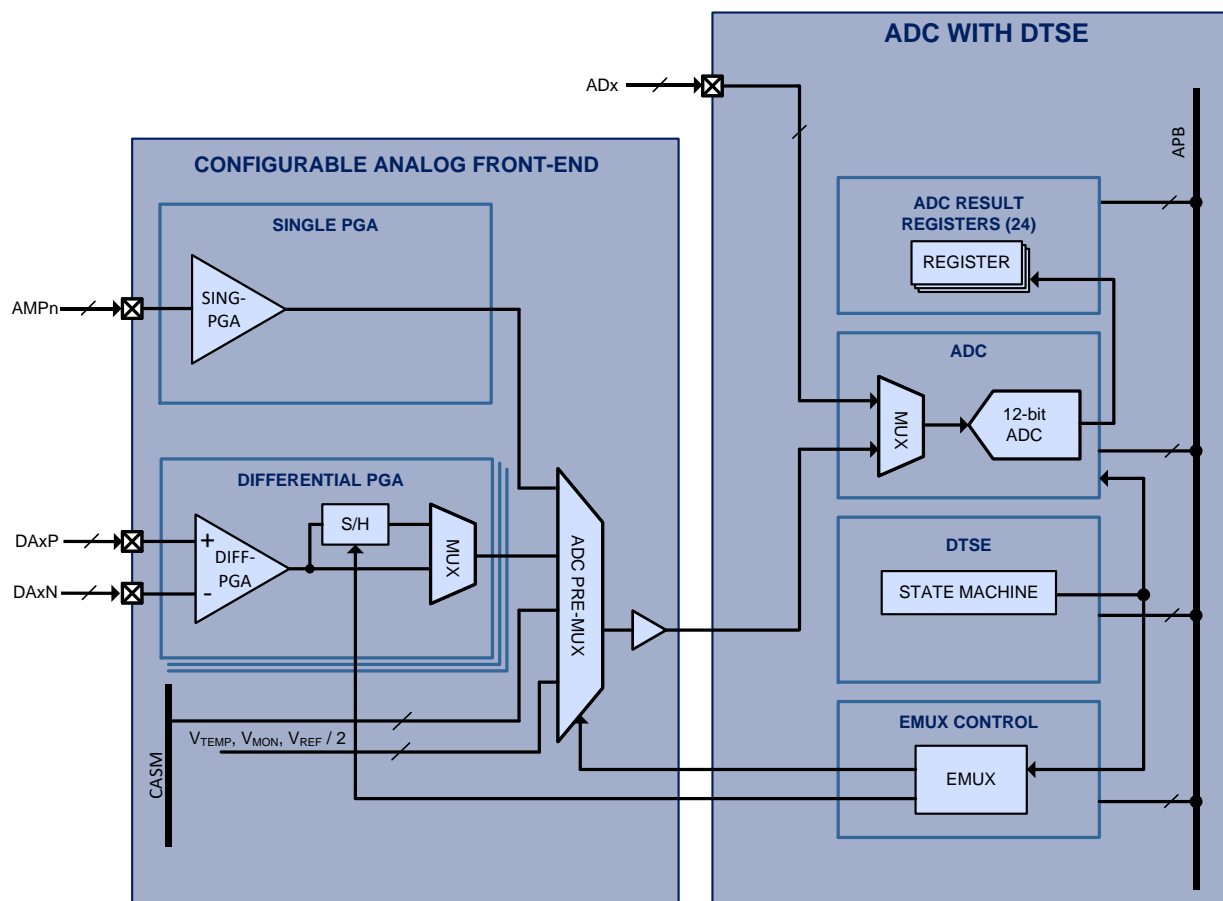 ADC WITH DTSE
ADx
APB
CONFIGURABLE ANALOG FRONT-END
ADC RESULT
REGISTERS (24)
REGISTER
SINGLE PGA
SING-
PGA
AMPn
ADC
MUX
12-bit
ADC
DIFFERENTIAL PGA
S/H
MUX
DAxP
DAxN
+
-
DIFF-
PGA
ADC PRE-MUX
DTSE
STATE MACHINE
CASM
VTEMP, VMON, VREF / 2
EMUX CONTROL
EMUX